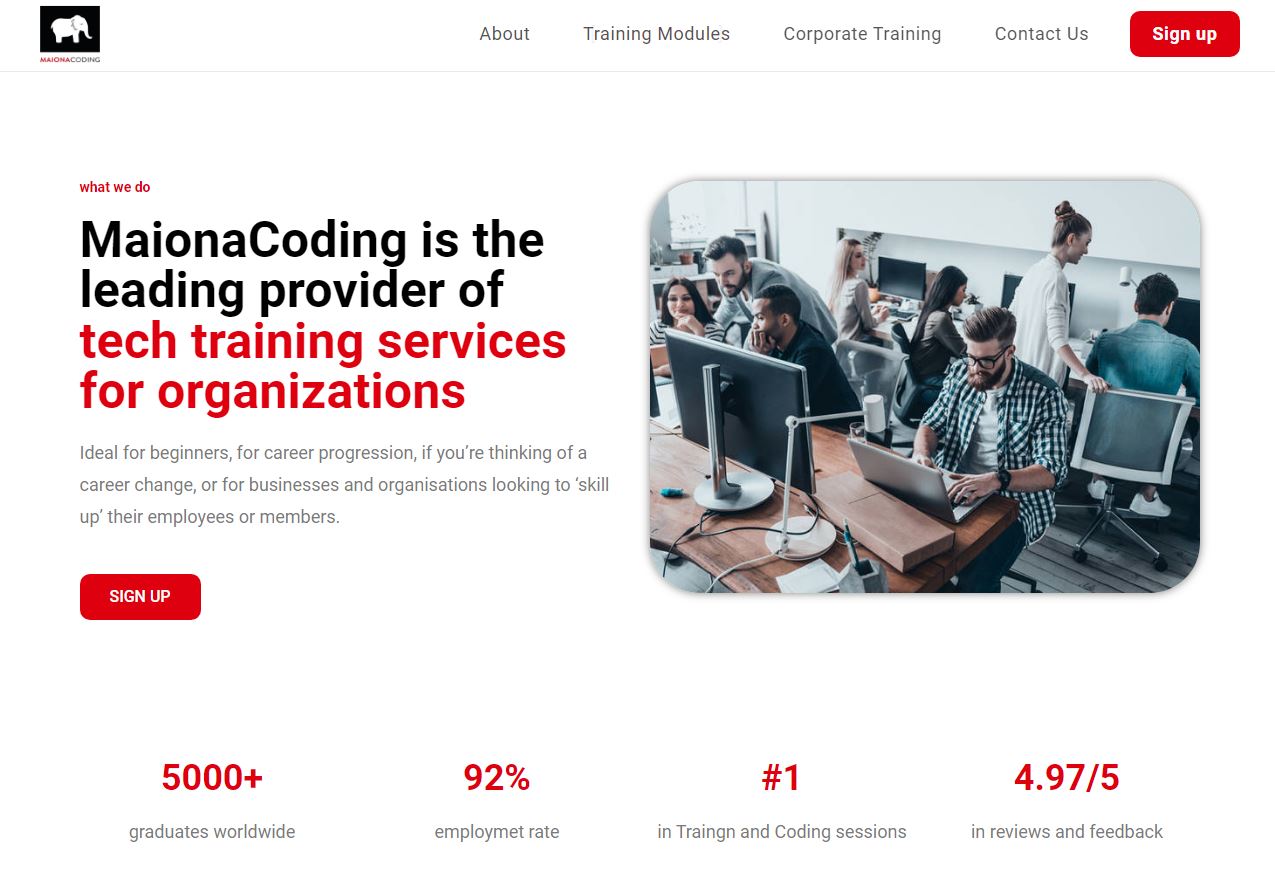 MAIONACODING
About
Training Modules
Corporate Training
Contact Us
Sign up
what we do
MaionaCoding is the
leading provider of
tech training services
for organizations
Ideal for beginners, for career progression, if you’re thinking of a
career change, or for businesses and organisations looking to ‘skill
up’ their employees or members.
SIGN UP
5000+
graduates worldwide
92%
employmet rate
#1
in Traingn and Coding sessions
4.97/5
in reviews and feedback